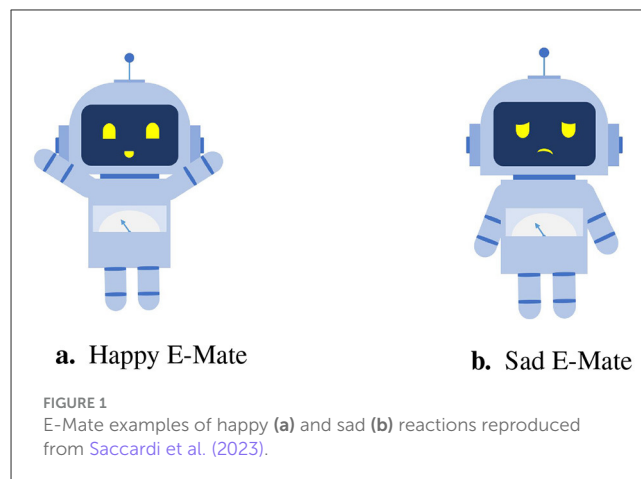 a. Happy E-Mate
b. Sad E-Mate
FIGURE 1
E-Mate examples of happy (a) and sad (b) reactions reproduced
from Saccardi et al. (2023).